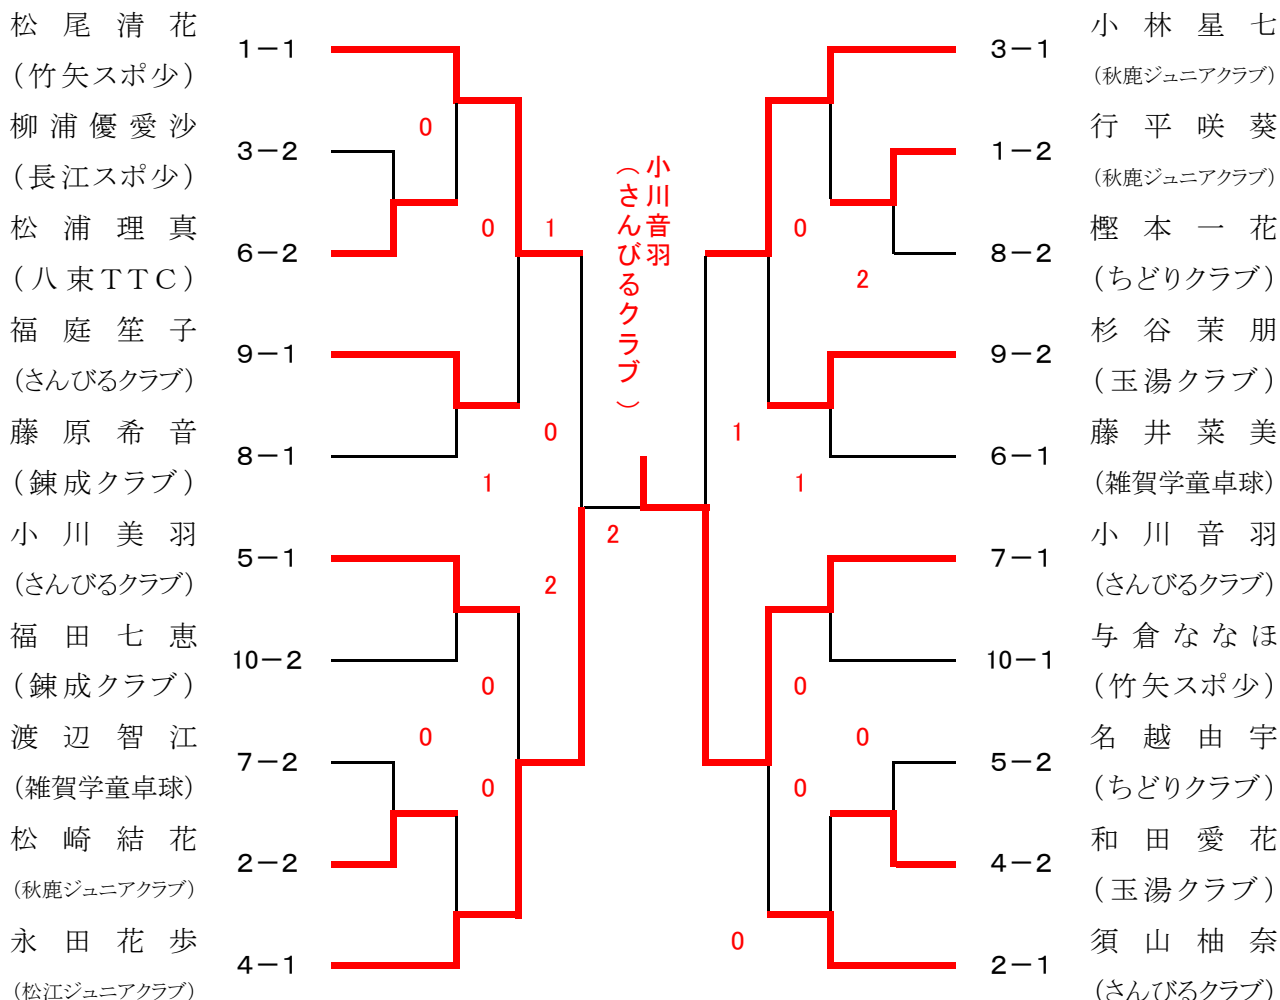 松尾清花
(竹矢スポ少)
1－1
柳浦優愛沙
(長江スポ少)
3－2
松浦理真
(八束TTC)
6－2
福庭笙子
(さんびるクラブ)
9－1
藤原希音
(錬成クラブ)
8－1
小川美羽
(さんびるクラブ)
5－1
福田七恵
(錬成クラブ)
10－2
渡辺智江
(雑賀学童卓球)
7－2
松崎結花
(秋鹿ジュニアクラブ)
2－2
永田花歩
(松江ジュニアクラブ)
4－1
0
0
1
0
1
2
0
0
0
2
小川音羽
(さんびるクラブ)
0
2
1
1
0
0
0
0
小林星七
(秋鹿ジュニアクラブ)
3－1
行平咲葵
(秋鹿ジュニアクラブ)
1－2
樫本一花
(ちどりクラブ)
8－2
杉谷茉朋
(玉湯クラブ)
9－2
藤井菜美
(雑賀学童卓球)
6－1
小川音羽
(さんびるクラブ)
7－1
与倉ななほ
(竹矢スポ少)
10－1
名越由宇
(ちどりクラブ)
5－2
和田愛花
(玉湯クラブ)
4－2
須山柚奈
(さんびるクラブ)
2－1